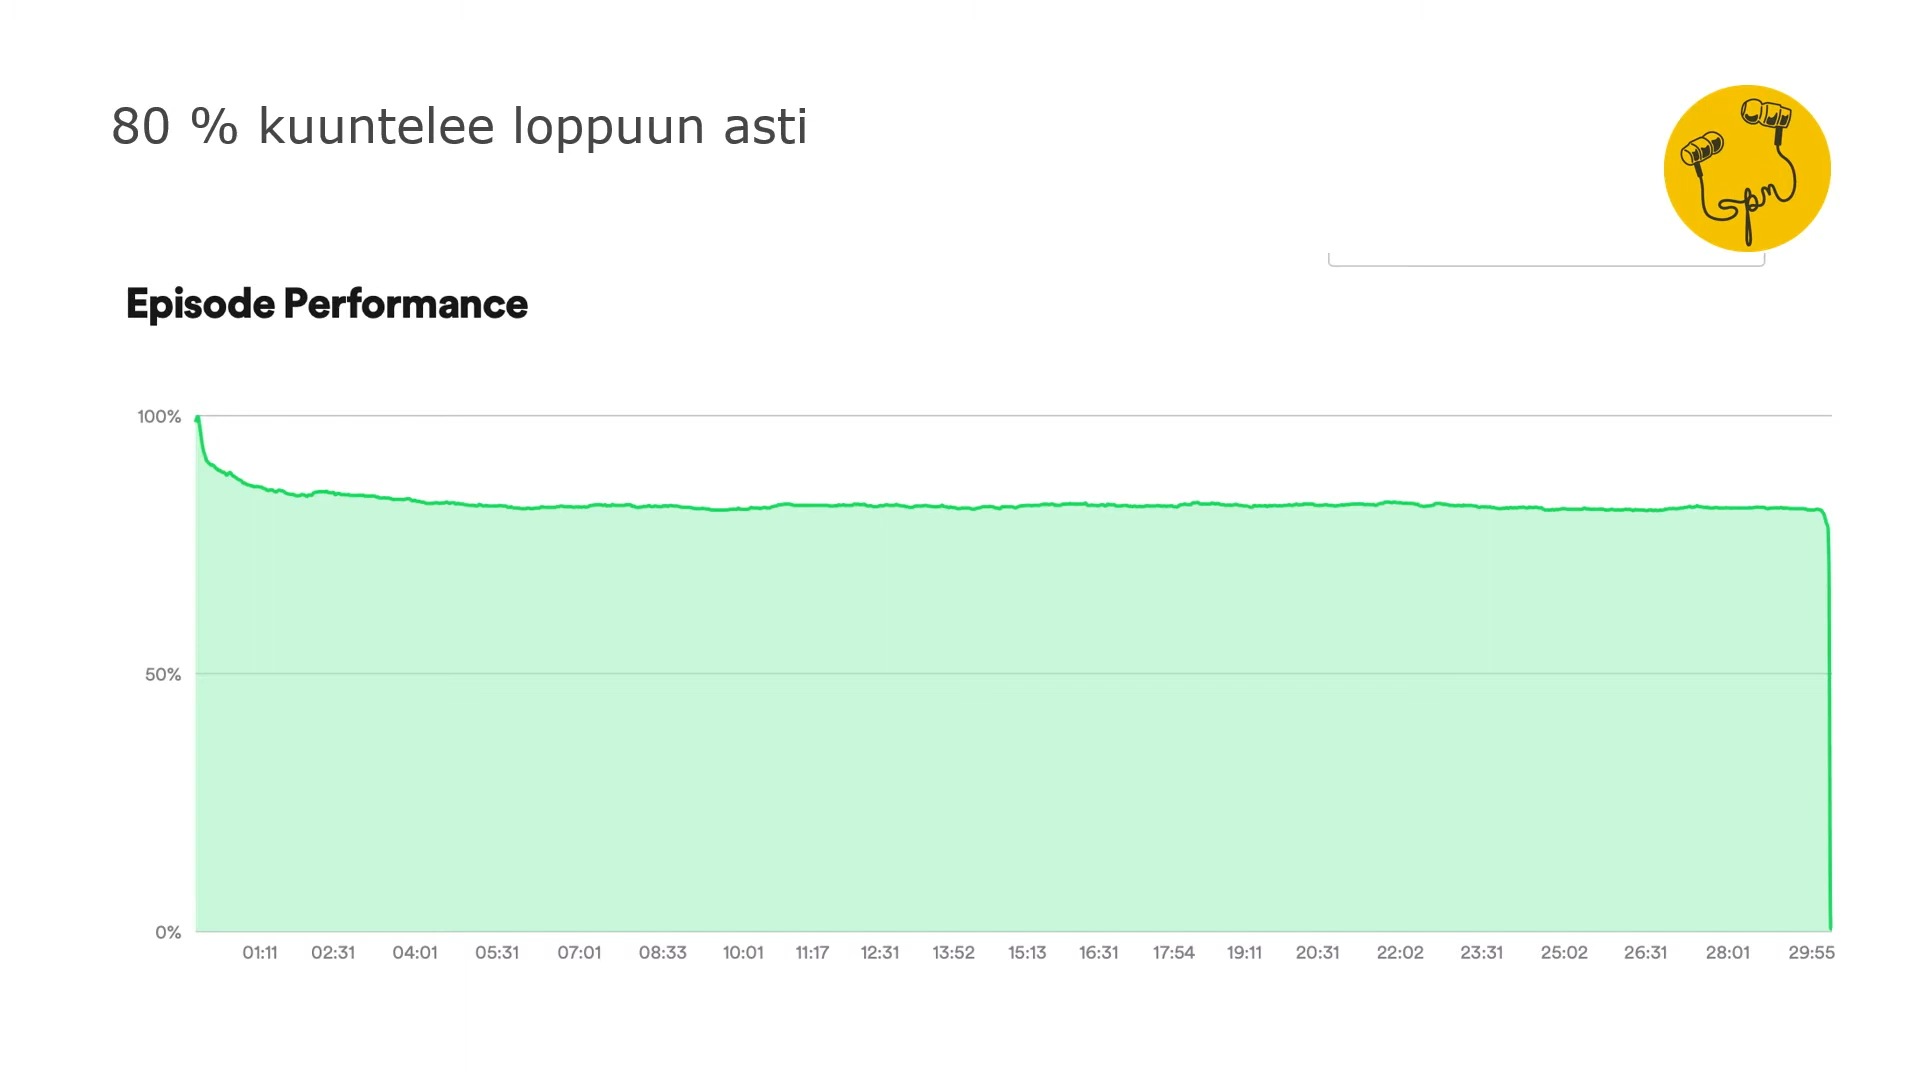 80 % kuuntelee loppuun asti
spm
Episode Performance
100%
50%
0%
01:11 02:31 04:01 05:31 07:01 08:33 10:01 11:17 12:31 13:52 15:13 16:31 17:54 19:11 20:31 22:02 23:31 25:02 26:31 28:01 29:55